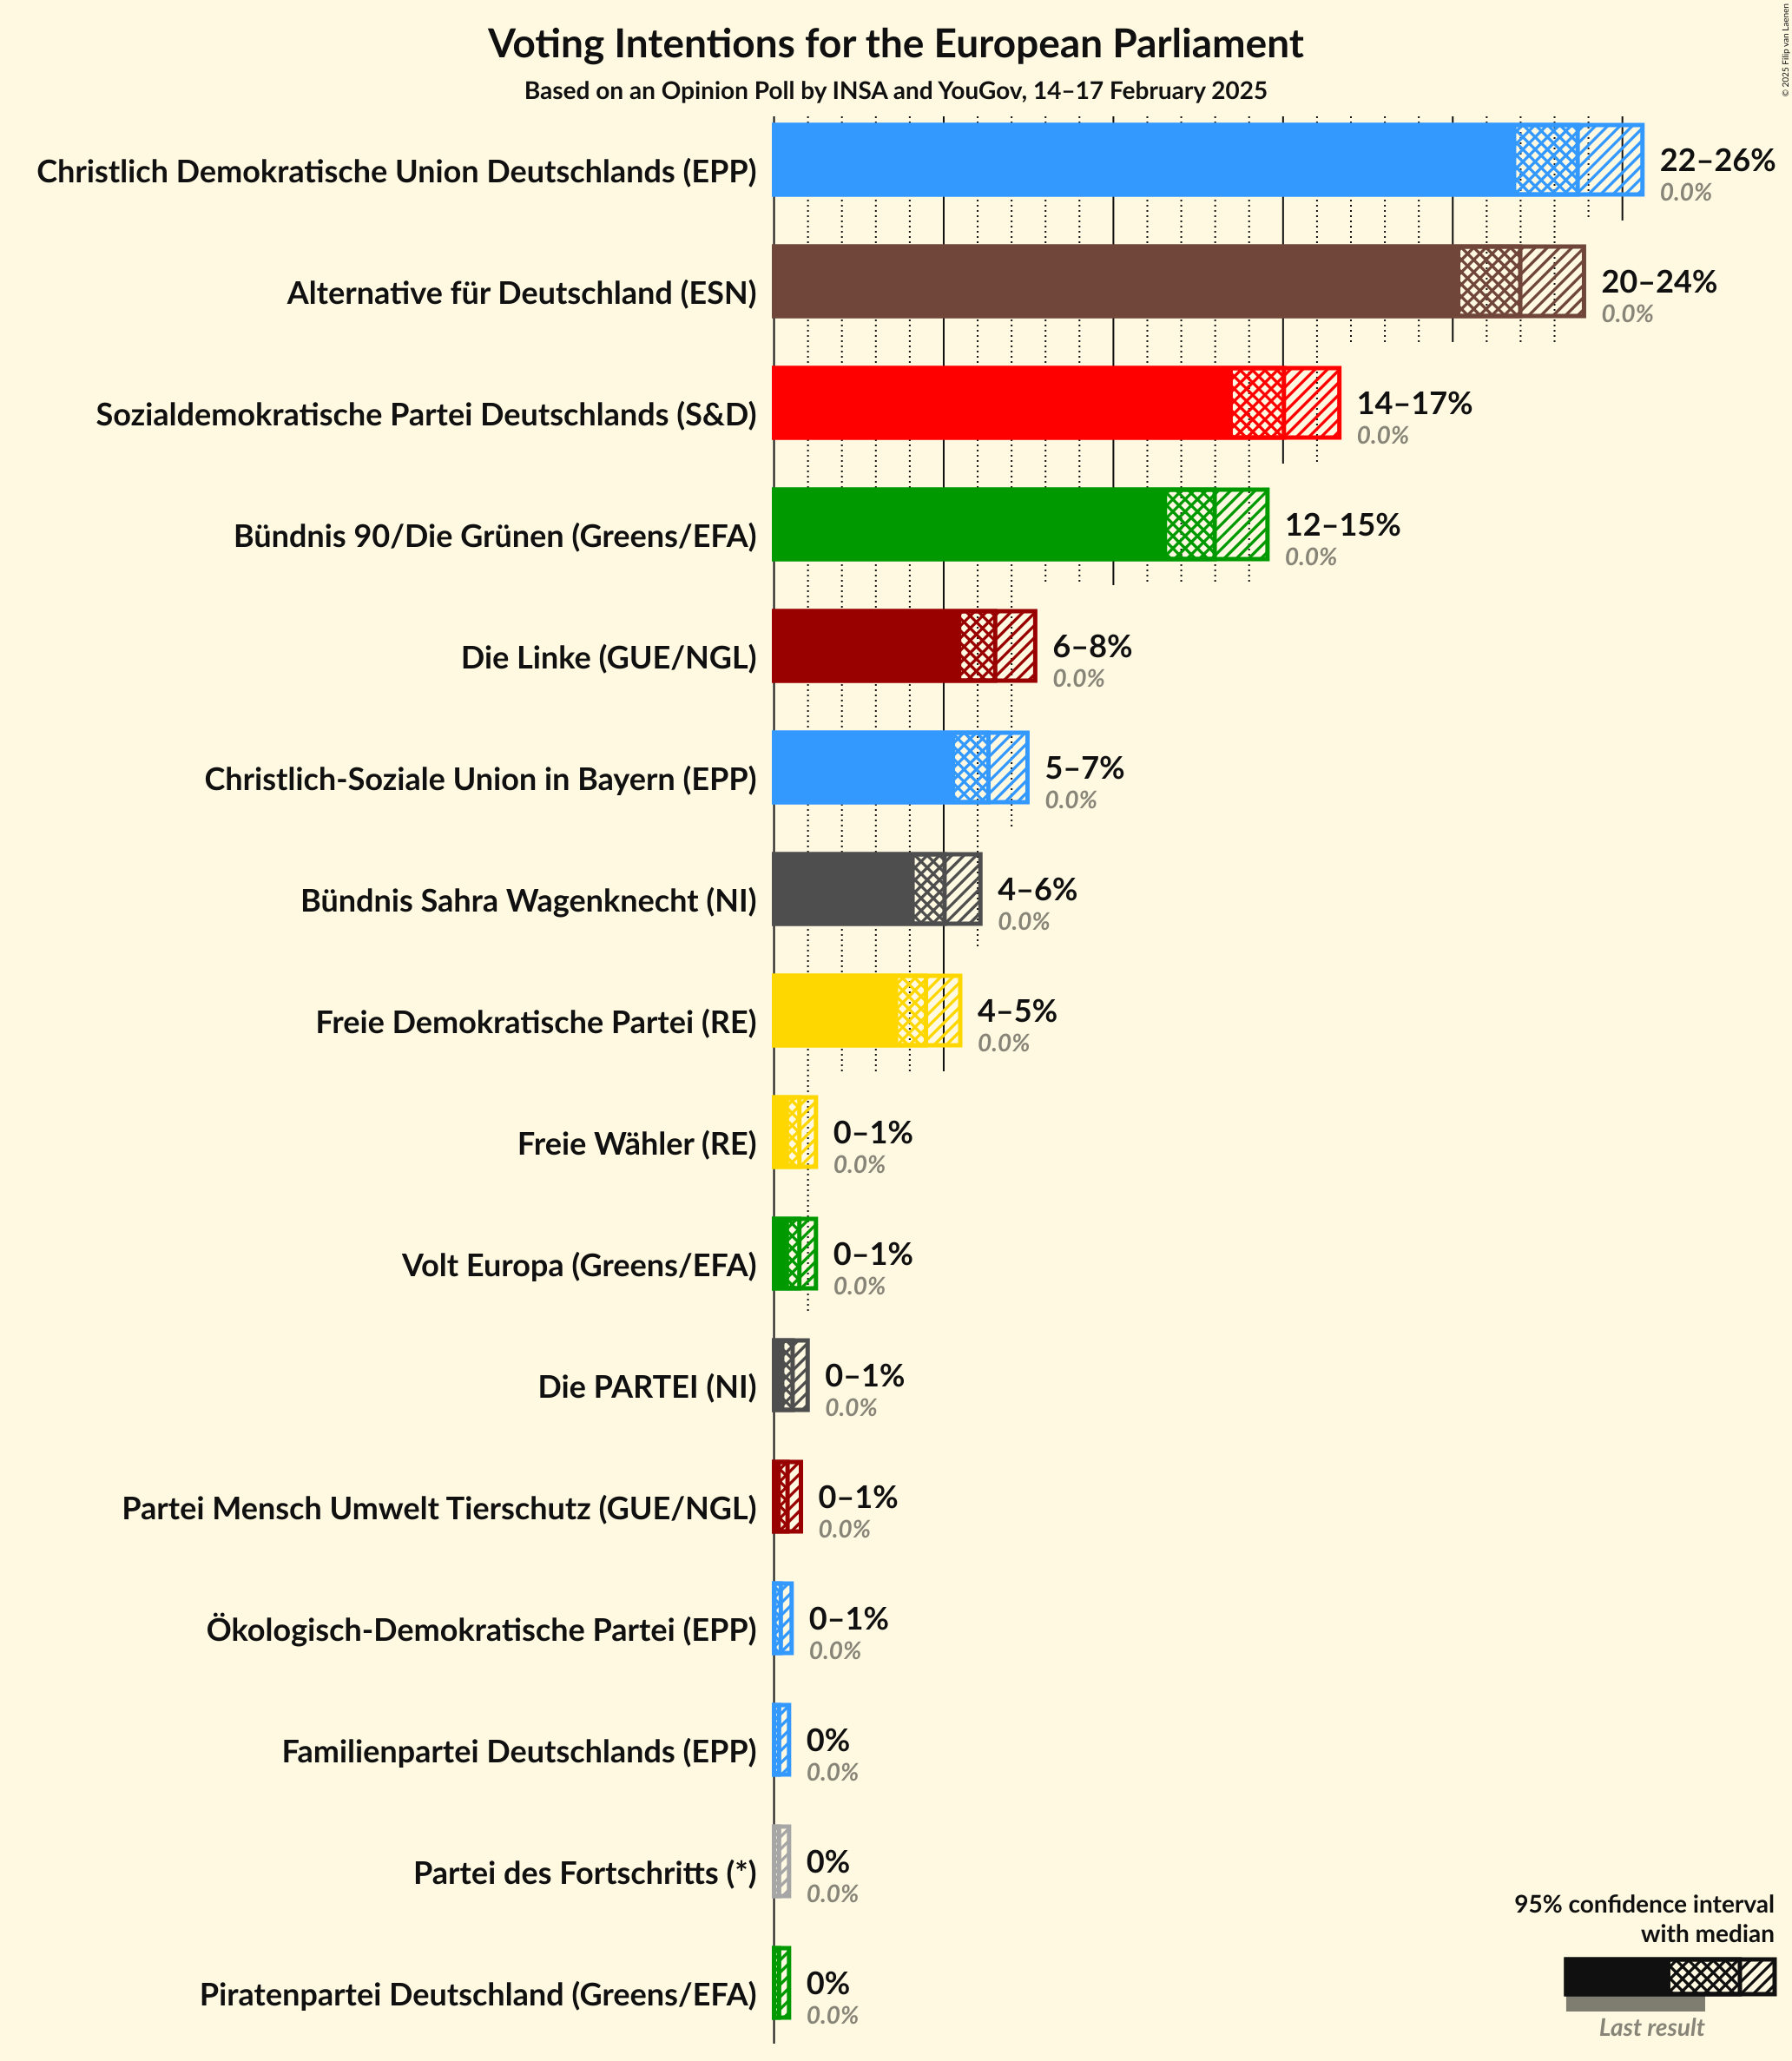 Voting Intentions for the European Parliament
Based on an Opinion Poll by INSA and YouGov, 14–17 February 2025
© 2025 Filip van Laenen
Christlich Demokratische Union Deutschlands (EPP)
22–26%
0.0%
Alternative für Deutschland (ESN)
20–24%
0.0%
Sozialdemokratische Partei Deutschlands (S&D)
14–17%
0.0%
Bündnis 90/Die Grünen (Greens/EFA)
12–15%
0.0%
Die Linke (GUE/NGL)
6–8%
0.0%
Christlich-Soziale Union in Bayern (EPP)
5–7%
0.0%
Bündnis Sahra Wagenknecht (NI)
4–6%
0.0%
Freie Demokratische Partei (RE)
4–5%
0.0%
Freie Wähler (RE)
0–1%
0.0%
Volt Europa (Greens/EFA)
0–1%
0.0%
Die PARTEI (NI)
0–1%
0.0%
Partei Mensch Umwelt Tierschutz (GUE/NGL)
0–1%
0.0%
Ökologisch-Demokratische Partei (EPP)
0–1%
0.0%
Familienpartei Deutschlands (EPP)
0%
0.0%
Partei des Fortschritts (*)
0%
0.0%
Piratenpartei Deutschland (Greens/EFA)
0%
0.0%
95% confidence interval
with median
Last result